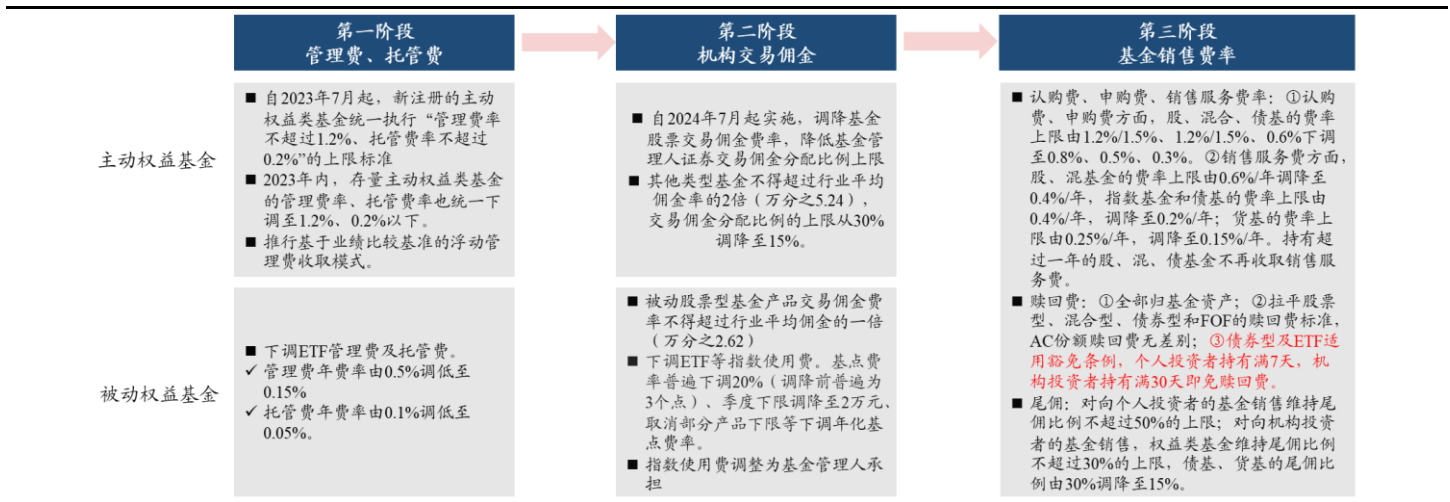 第一阶段
管理费、托管费
第二阶段
机构交易佣金
第三阶段
基金销售费率
主动权益基金
■ 自2023年7月起，新注册的主动
权益类基金统一执行“管理费率
不超过1.2%、托管费率不超过
0.2%”的上限标准
■ 2023年内，存量主动权益类基金
的管理费率、托管费率也统一下
调至1.2%、0.2%以下。
■ 推行基于业绩比较基准的浮动管
理费收取模式。
■ 自2024年7月起实施，调降基金
股票交易佣金费率，降低基金管
理人证券交易佣金分配比例上限
■ 其他类型基金不得超过行业平均
佣金率的2倍（万分之5.24），
交易佣金分配比例的上限从30%
调降至15%。
被动权益基金
■ 下调ETF管理费及托管费。
✓ 管理费年费率由0.5%调低至
0.15%
✓ 托管费年费率由0.1%调低至
0.05%。
■ 被动股票型基金产品交易佣金费
率不得超过行业平均佣金的一倍
（万分之2.62）
■ 下调ETF等指数使用费。基点费
率普遍下调20%（调降前普遍为
3个点）、季度下限调降至2万元、
取消部分产品下限等下调年化基
点费率。
■ 指数使用费调整为基金管理人承
担
■ 认购费、申购费、销售服务费率：①认购
费、申购费方面，股、混合、债基的费率
上限由1.2%/1.5%、1.2%/1.5%、0.6%下调
至0.8%、0.5%、0.3%。②销售服务费方面，
股、混基金的费率上限由0.6%/年调降至
0.4%/年，指数基金和债基的费率上限由
0.4%/年，调降至0.2%/年；货基的费率上
限由0.25%/年，调降至0.15%/年。持有超
过一年的股、混、债基金不再收取销售服
务费。
■ 赎回费：①全部归基金资产；②拉平股票
型、混合型、债券型和FOF的赎回费标准，
AC份额赎回费无差别；③债券型及ETF适
用豁免条例，个人投资者持有满7天，机
构投资者持有满30天即免赎回费。
■ 尾佣：对向个人投资者的基金销售维持尾
佣比例不超过50%的上限；对向机构投资
者的基金销售，权益类基金维持尾佣比例
不超过30%的上限，债基、货基的尾佣比
例由30%调降至15%。